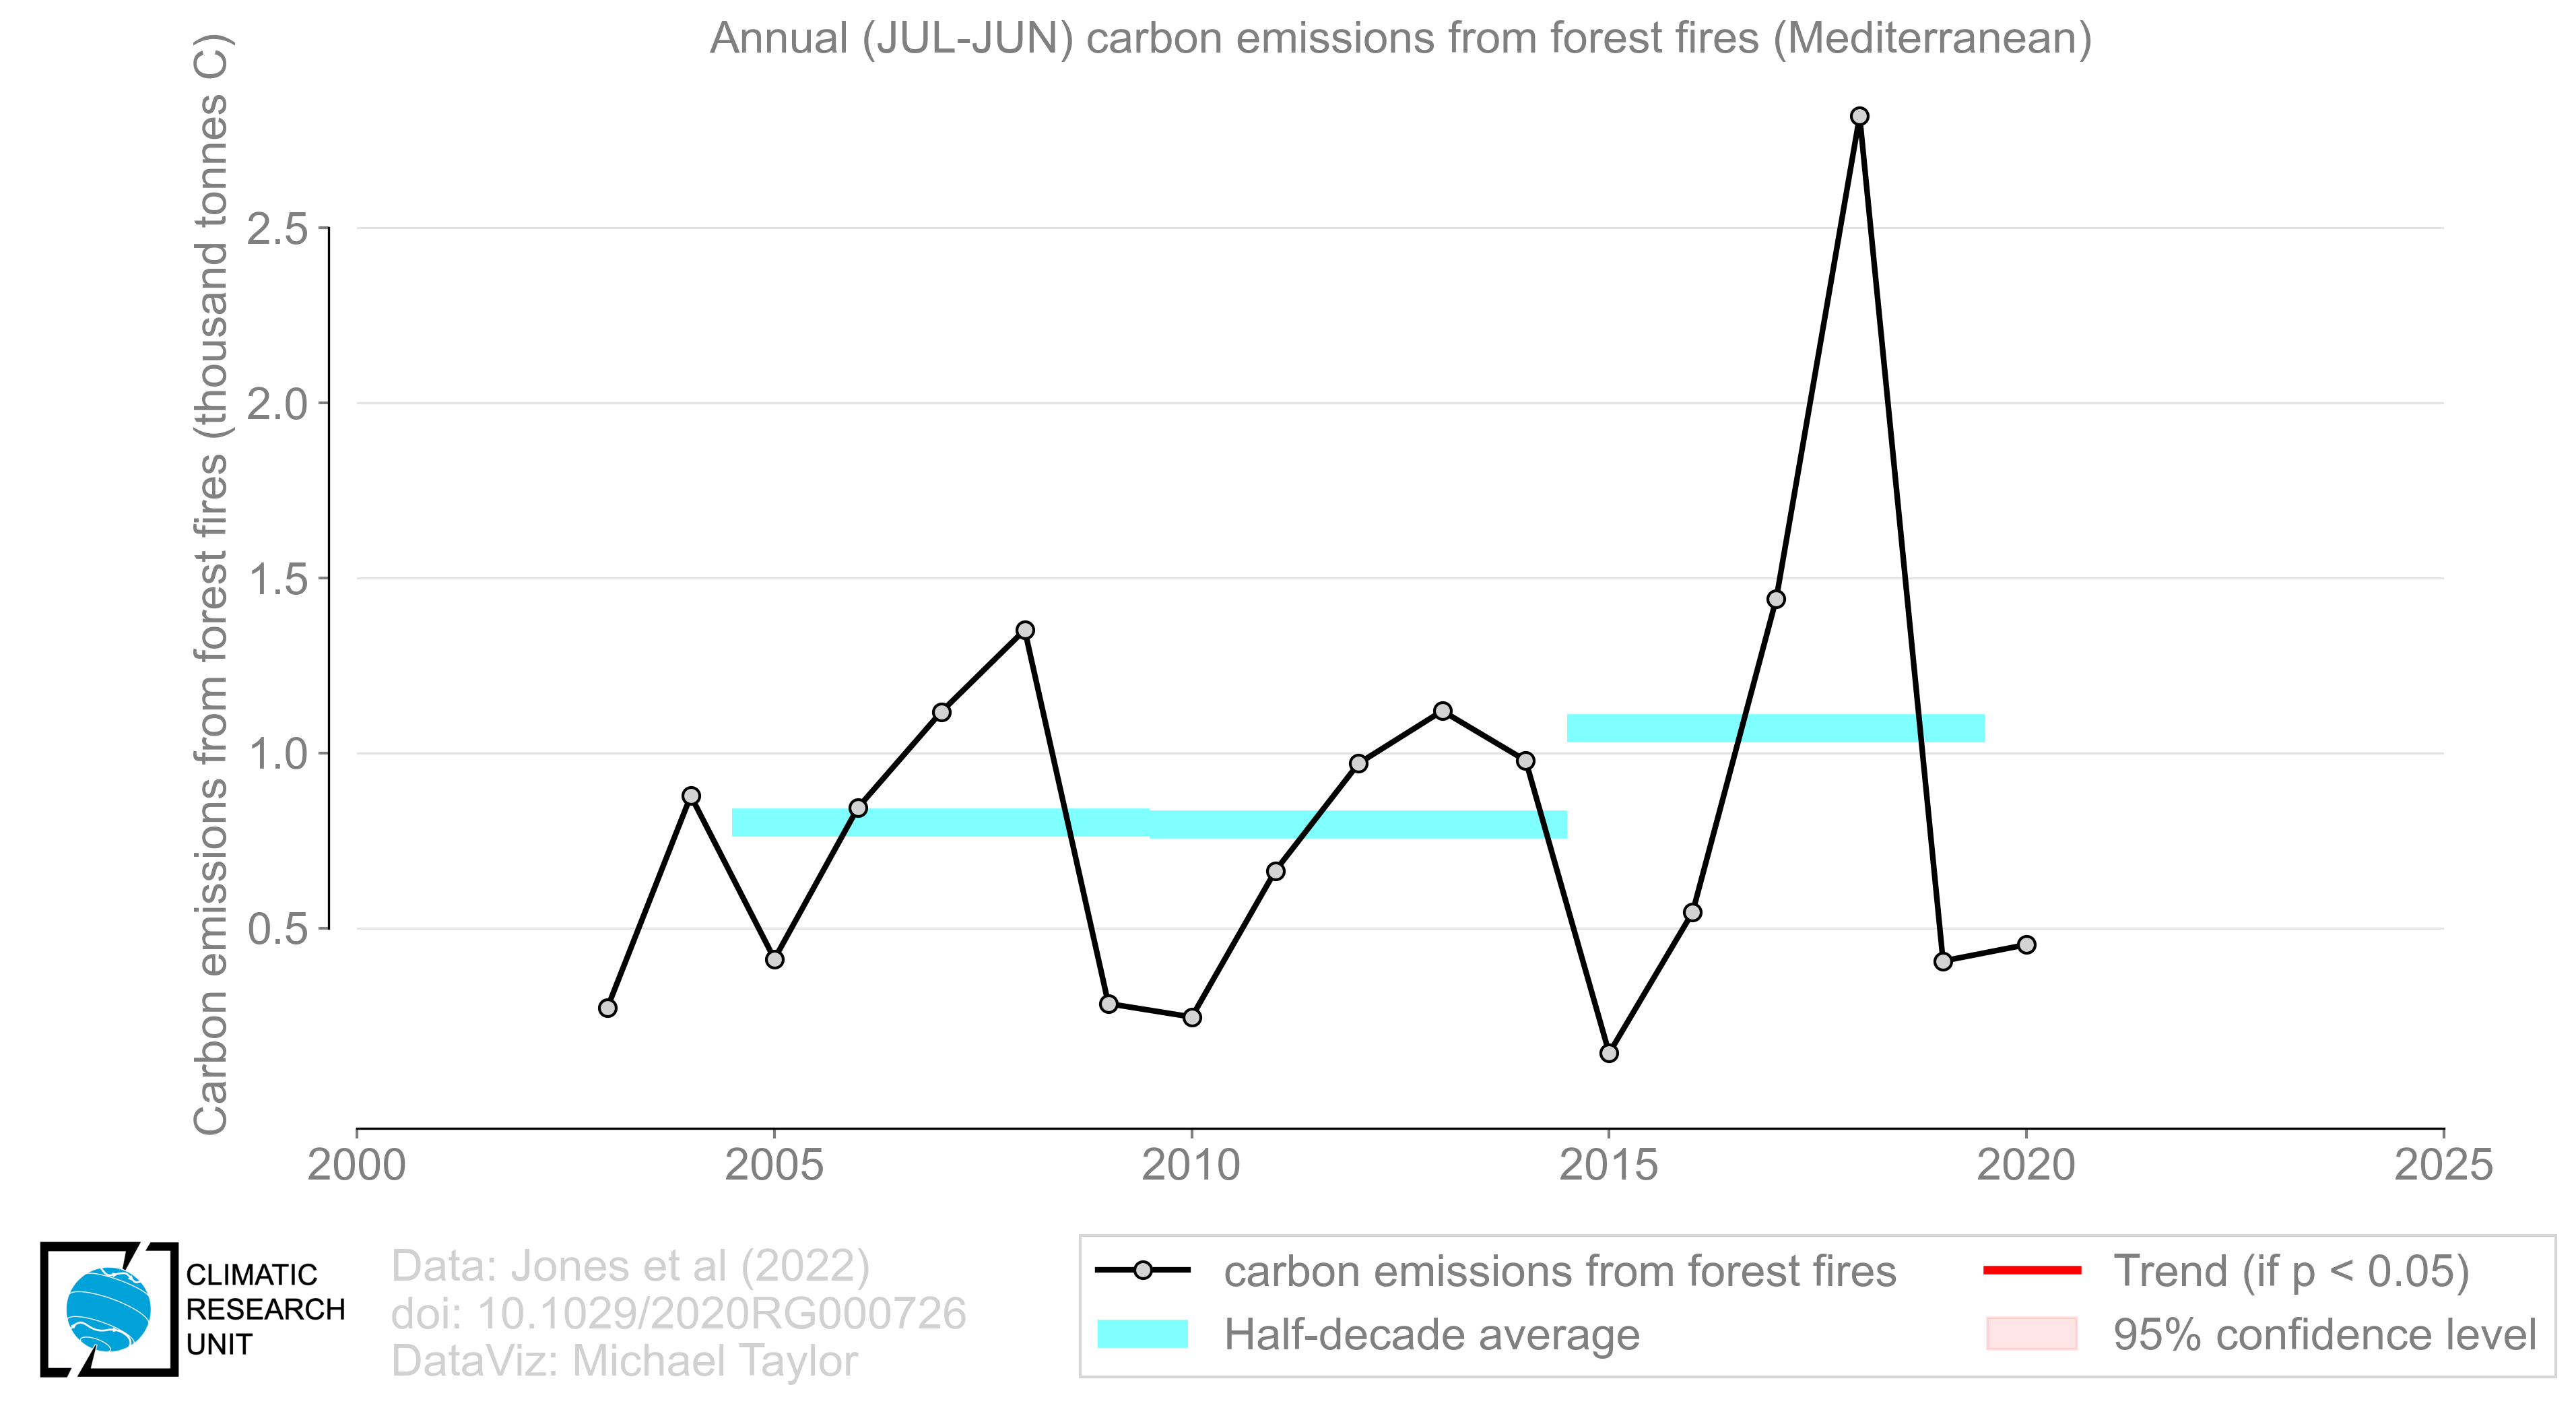 Annual (JUL-JUN) carbon emissions from forest fires (Mediterranean)
Carbon emissions from forest fires (thousand tonnes C)
2.5
2.0
1.5
1.0
0.5
2000 2005 2010 2015 2020 2025
CLIMATIC
RESEARCH
UNIT
Data: Jones et al (2022)
doi: 10.1029/2020RG000726
DataViz: Michael Taylor
carbon emissions from forest fires
Half-decade average
Trend (if p < 0.05)
95% confidence level